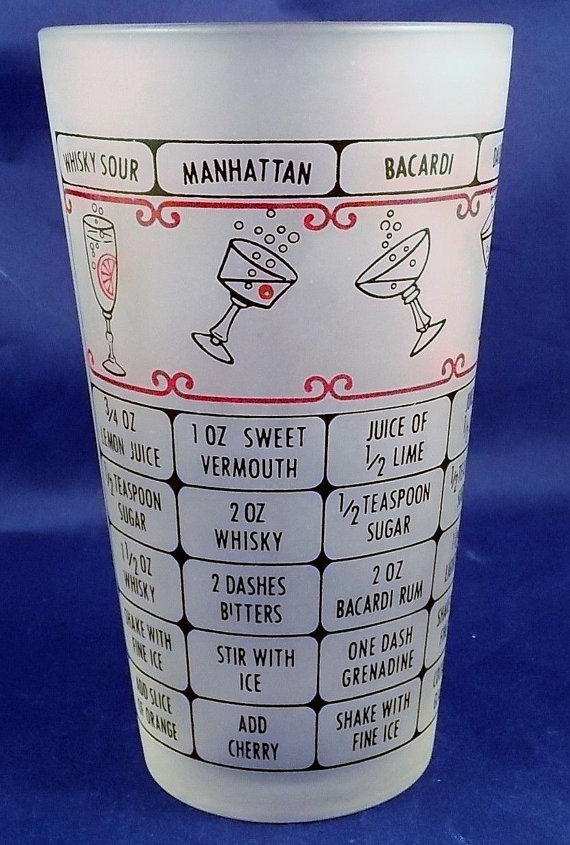 WHISKY SOUR
MANHATTAN
BACARDI
3/4 OZ
LEMON JUICE
1/2 TEASPOON
SUGAR
1 1/2 OZ
WHISKY
SHAKE WITH
FINE ICE
ADD SLICE
OF ORANGE
1 OZ SWEET
VERMOUTH
2 OZ
WHISKY
2 DASHES
BITTERS
STIR WITH
ICE
ADD
CHERRY
JUICE OF
1/2 LIME
1/2 TEASPOON
SUGAR
2 OZ
BACARDI RUM
ONE DASH
GRENADINE
SHAKE WITH
FINE ICE